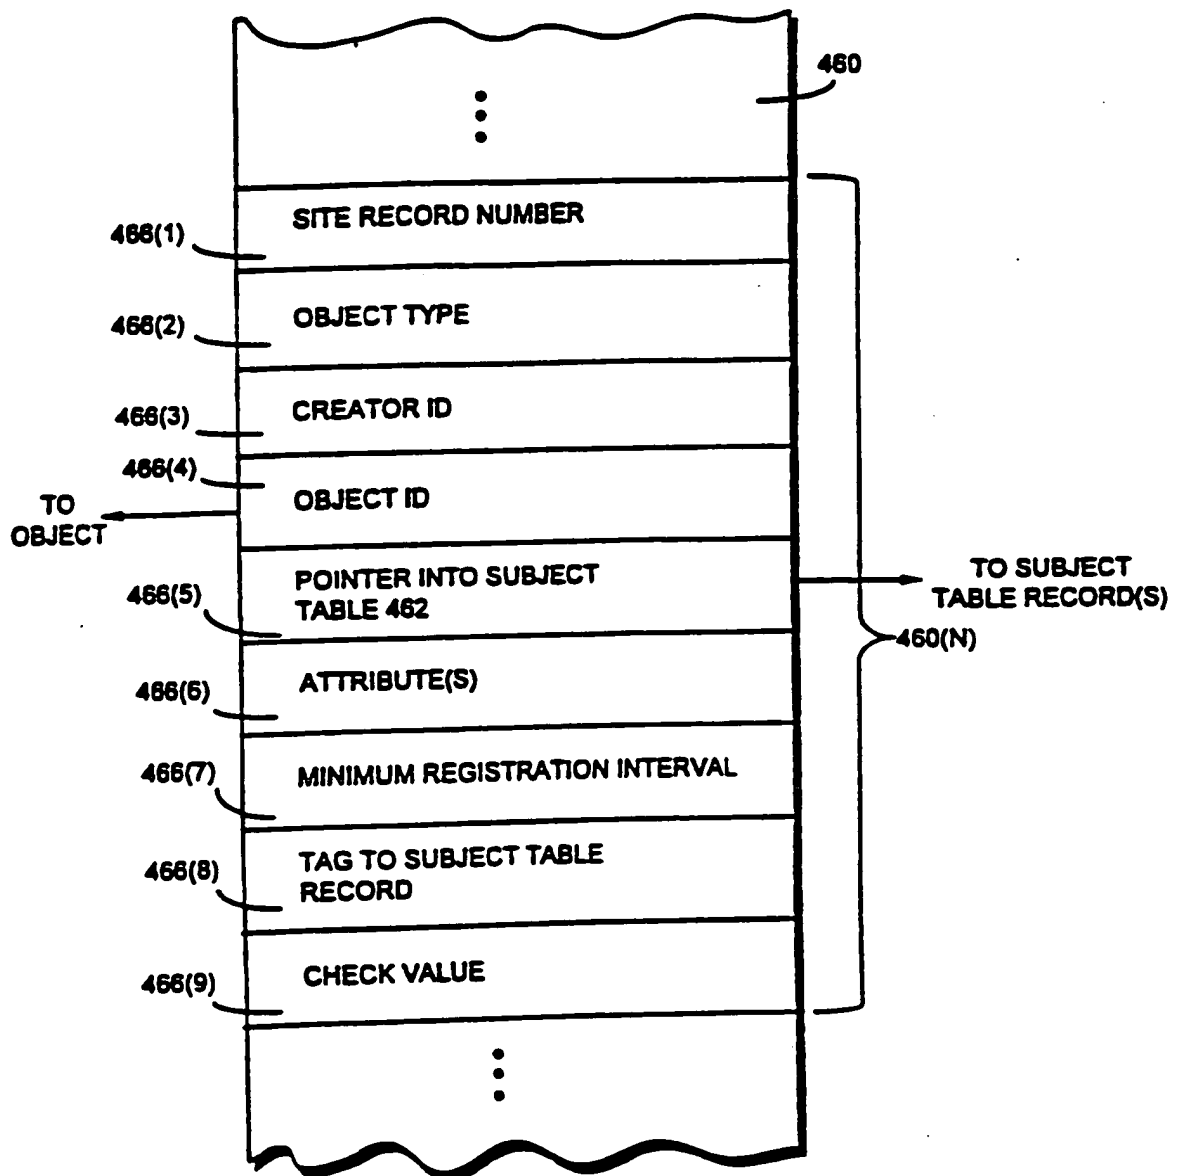 460
SITE RECORD NUMBER
466(1)
OBJECT TYPE
466(2)
CREATOR ID
466(3)
466(4)
OBJECT ID
TO
OBJECT
POINTER INTO SUBJECT
TABLE 462
466(5)
TO SUBJECT
TABLE RECORD(S)
460(N)
ATTRIBUTE(S)
466(6)
MINIMUM REGISTRATION INTERVAL
466(7)
TAG TO SUBJECT TABLE
RECORD
466(8)
CHECK VALUE
466(9)